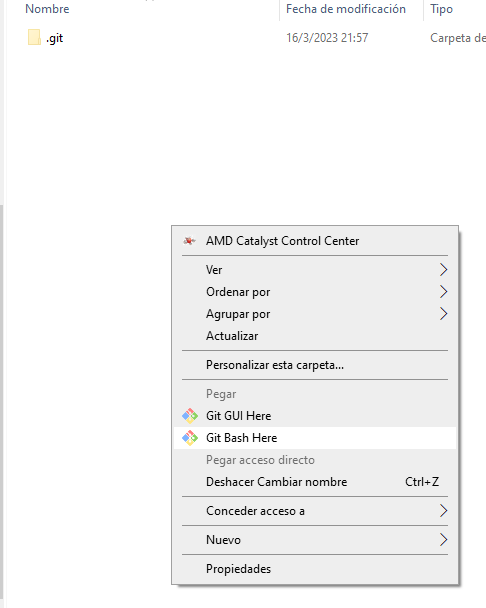 Nombre Fecha de modificación Tipo
.git 16/3/2023 21:57 Carpeta de
AMD Catalyst Control Center
Ver
Ordenar por
Agrupar por
Actualizar
Personalizar esta carpeta...
Pegar
Git GUI Here
Git Bash Here
Pegar acceso directo
Deshacer Cambiar nombre Ctrl+Z
Conceder acceso a
Nuevo
Propiedades